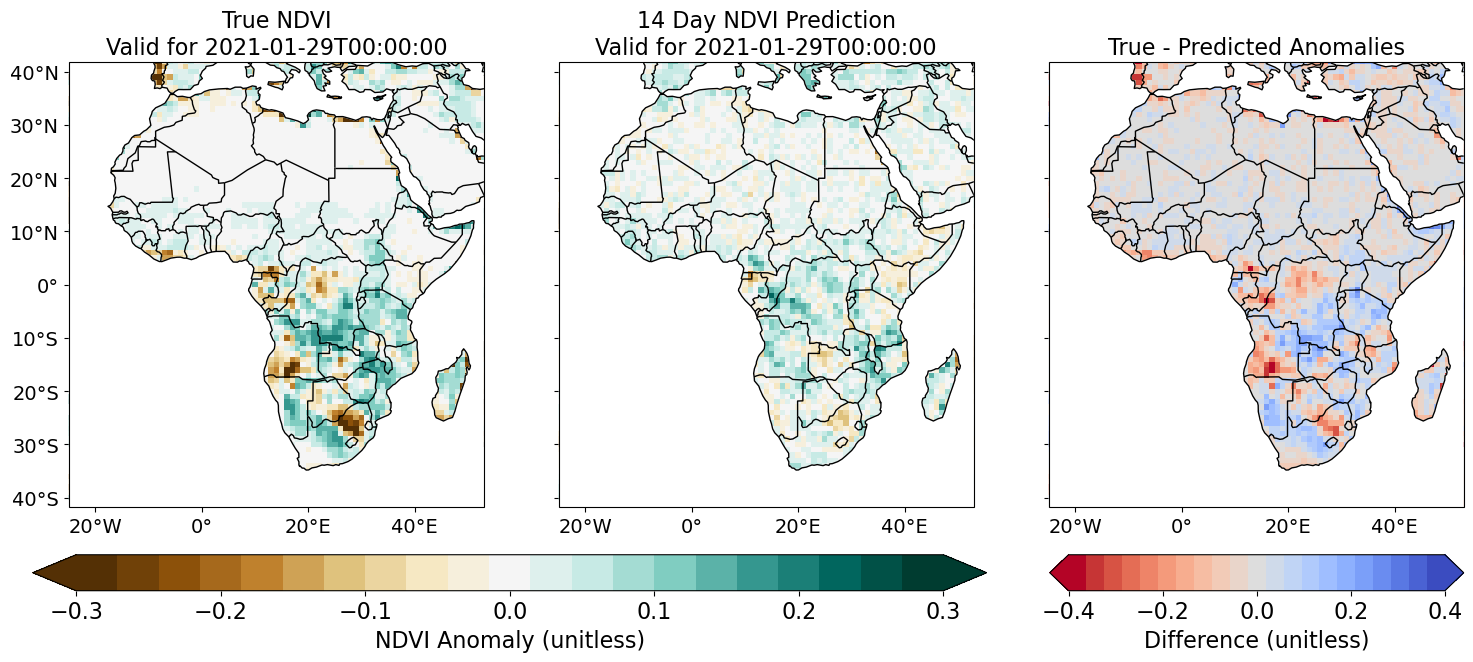 True NDVI
Valid for 2021-01-29T00:00:00
14 Day NDVI Prediction
Valid for 2021-01-29T00:00:00
True - Predicted Anomalies
40°N
30°N
20°N
10°N
0°
10°S
20°S
30°S
40°S
20°W 0° 20°E 40°E
20°W 0° 20°E 40°E
20°W 0° 20°E 40°E
−0.3 −0.2 −0.1 0.0 0.1 0.2 0.3
NDVI Anomaly (unitless)
−0.4 −0.2 0.0 0.2 0.4
Difference (unitless)